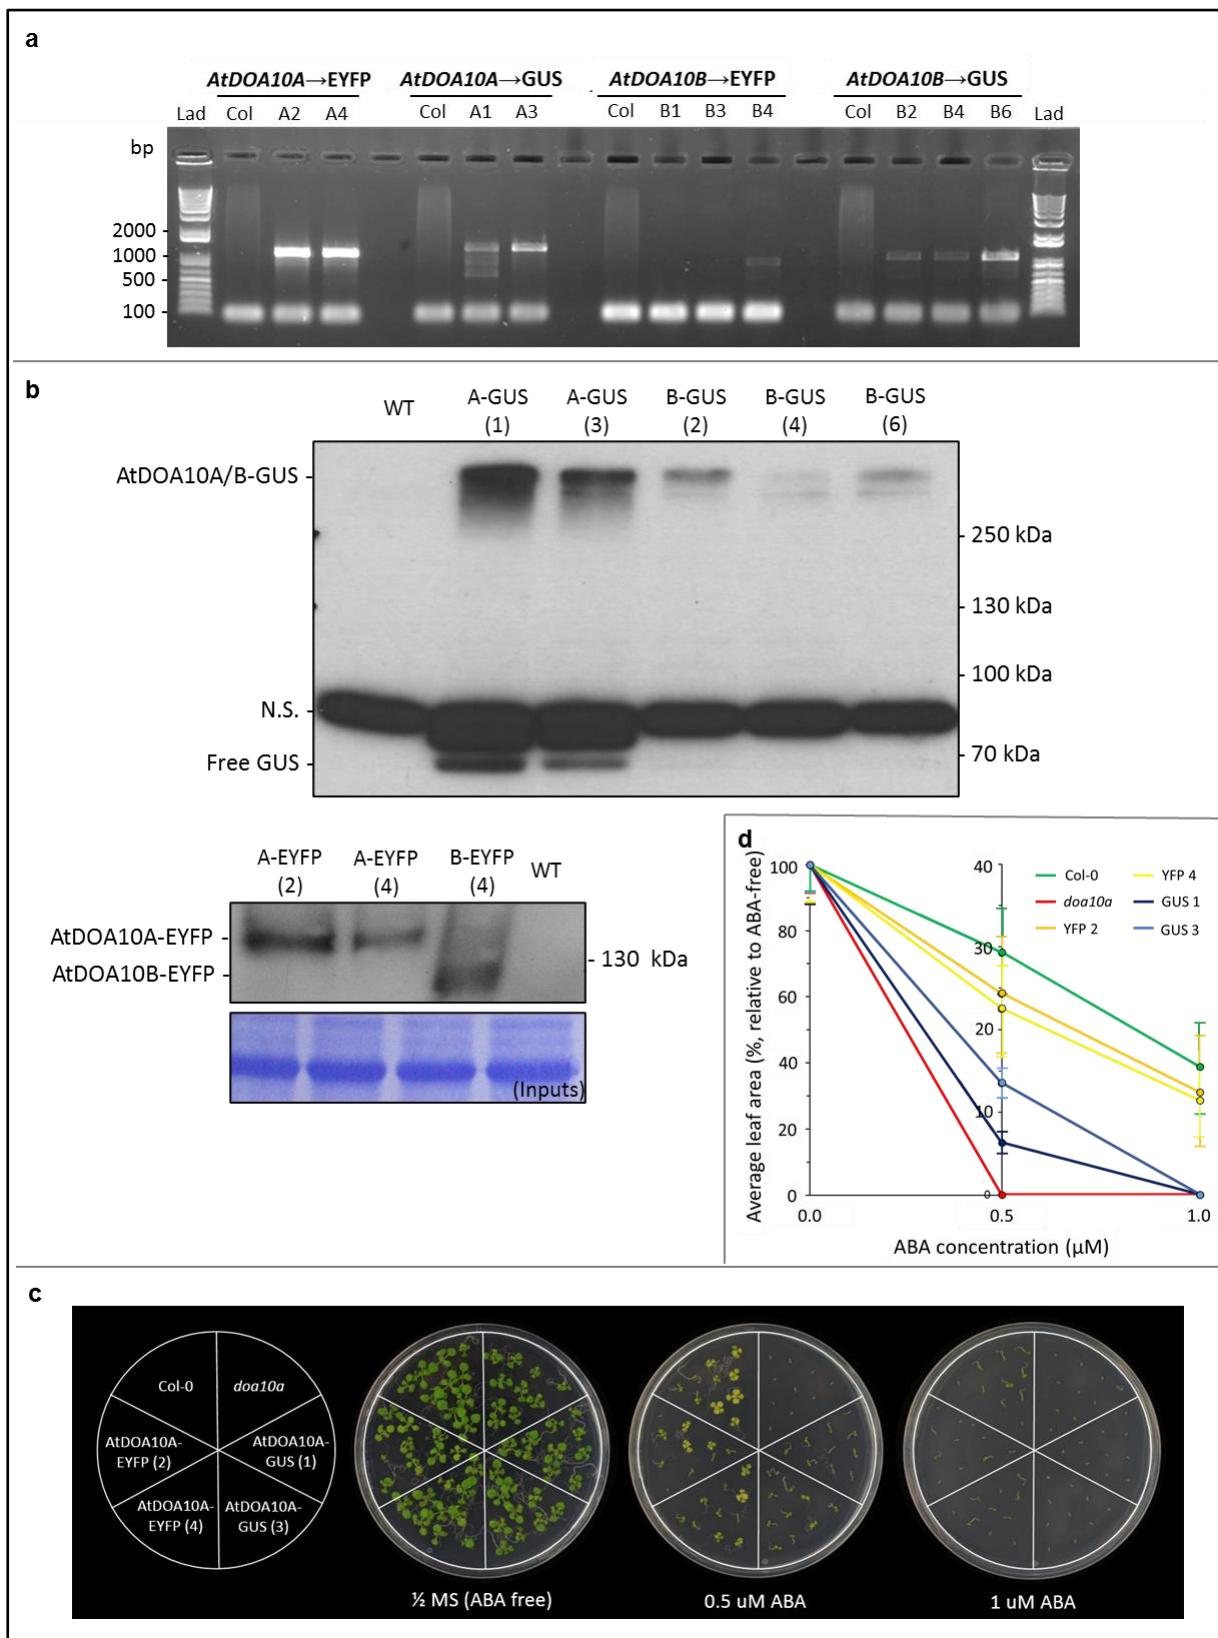 a
AtDOA10A→EYFP AtDOA10A→GUS AtDOA10B→EYFP AtDOA10B→GUS
Lad Col A2 A4 Col A1 A3 Col B1 B3 B4 Col B2 B4 B6 Lad
bp
2000 -
1000 -
500 -
100 -
b
WT A-GUS (1) A-GUS (3) B-GUS (2) B-GUS (4) B-GUS (6)
AtDOA10A/B-GUS
- 250 kDa
- 130 kDa
- 100 kDa
N.S.
- 70 kDa
Free GUS
A-EYFP (2) A-EYFP (4) B-EYFP (4) WT
AtDOA10A-EYFP
- 130 kDa
AtDOA10B-EYFP
(Inputs)
d
Average leaf area (%, relative to ABA-free)
100
80
60
40
20
0
40
30
20
10
0
Col-0
doa10a
YFP 2
YFP 4
GUS 1
GUS 3
0.0 0.5 1.0
ABA concentration (µM)
c
Col-0
doa10a
AtDOA10A-
EYFP (2)
AtDOA10A-
GUS (1)
AtDOA10A-
EYFP (4)
AtDOA10A-
GUS (3)
½ MS (ABA free)
0.5 uM ABA
1 uM ABA